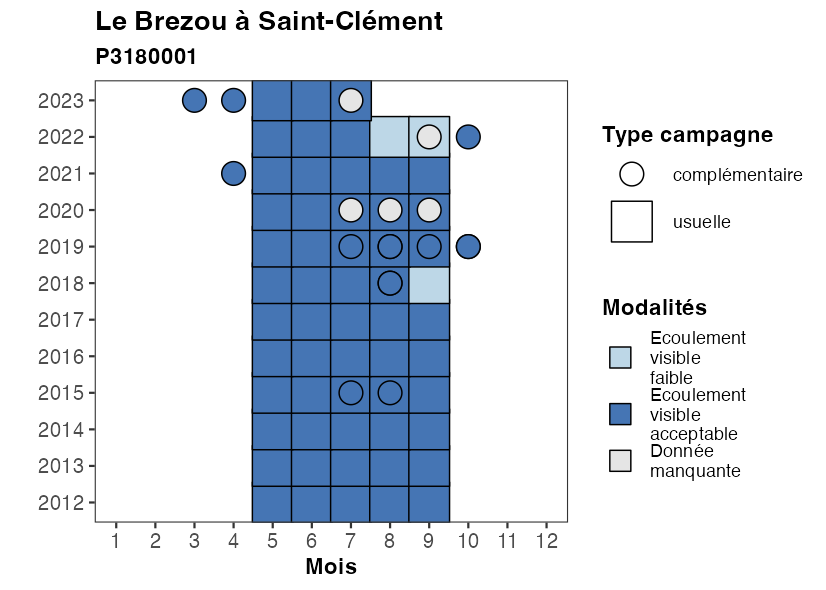 Le Brezou à Saint-Clément
P3180001
2023
2022
2021
2020
2019
2018
2017
2016
2015
2014
2013
2012
1 2 3 4 5 6 7 8 9 10 11 12
Mois
Type campagne
complémentaire
usuelle
Modalités
Ecoulement
visible
faible
Ecoulement
visible
acceptable
Donnée
manquante